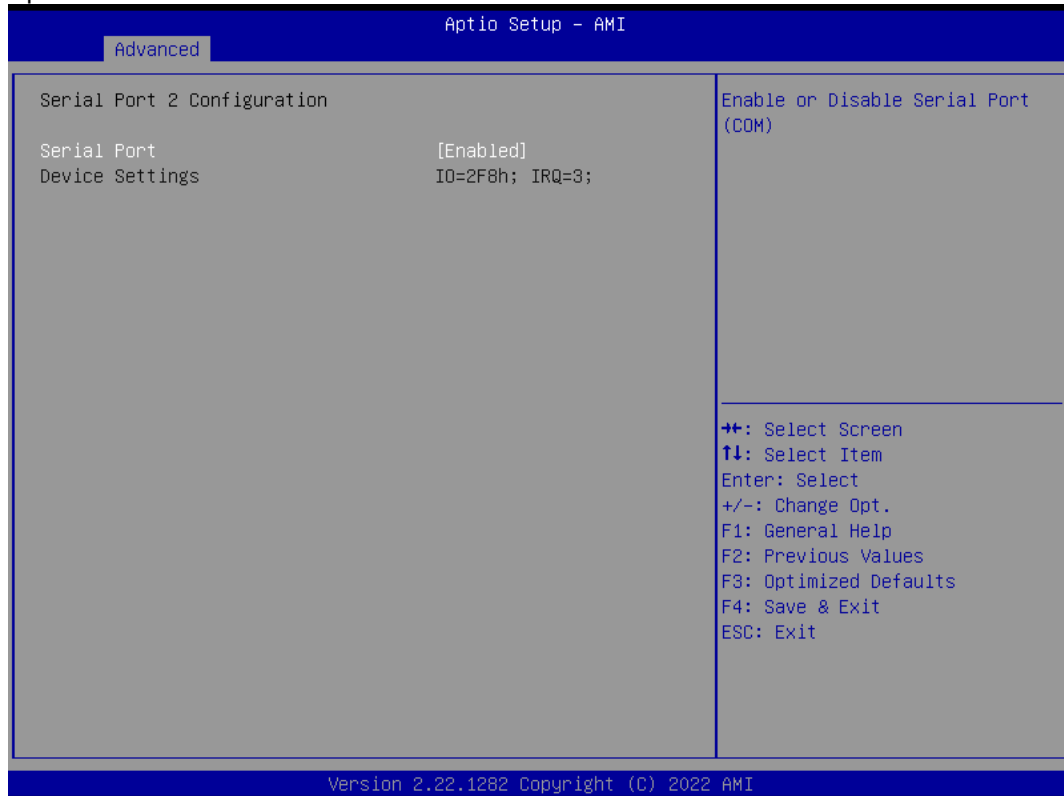 Aptio Setup - AMI
Advanced
Serial Port 2 Configuration
Serial Port [Enabled]
Device Settings IO=2F8h; IRQ=3;
Enable or Disable Serial Port
(COM)
→←: Select Screen
↑↓: Select Item
Enter: Select
+/-: Change Opt.
F1: General Help
F2: Previous Values
F3: Optimized Defaults
F4: Save & Exit
ESC: Exit
Version 2.22.1282 Copyright (C) 2022 AMI